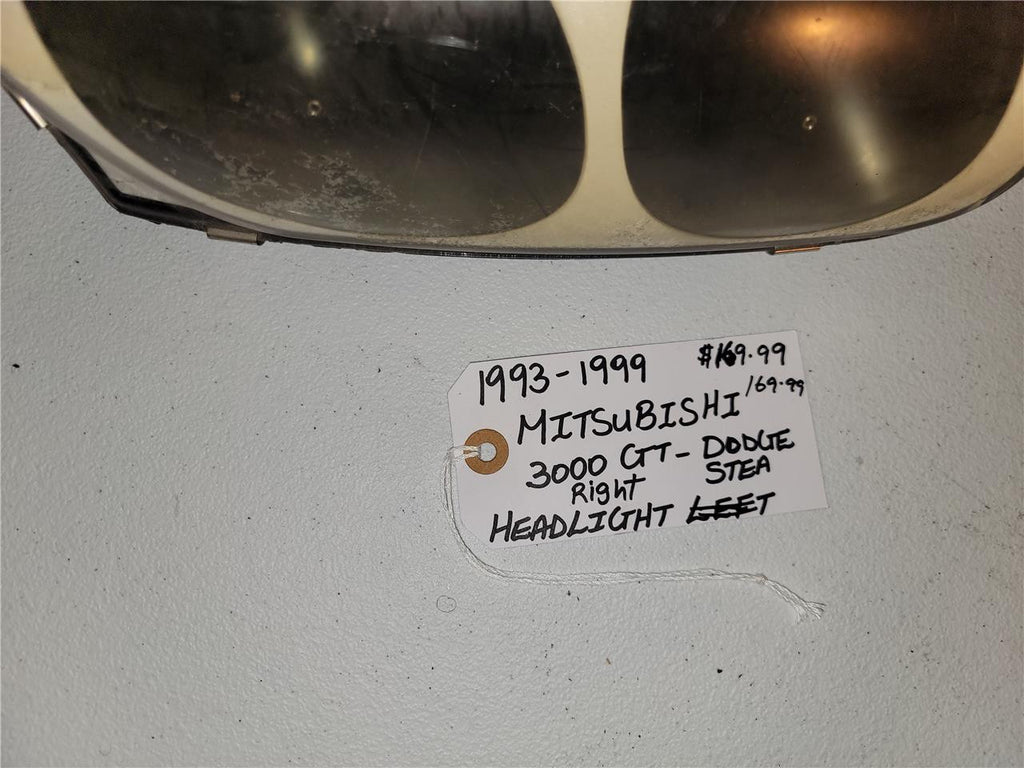 1993-1999 $169.99
169.99
MITSUBISHI
3000 GT - DODGE
STEA
Right
HEADLIGHT LEFT